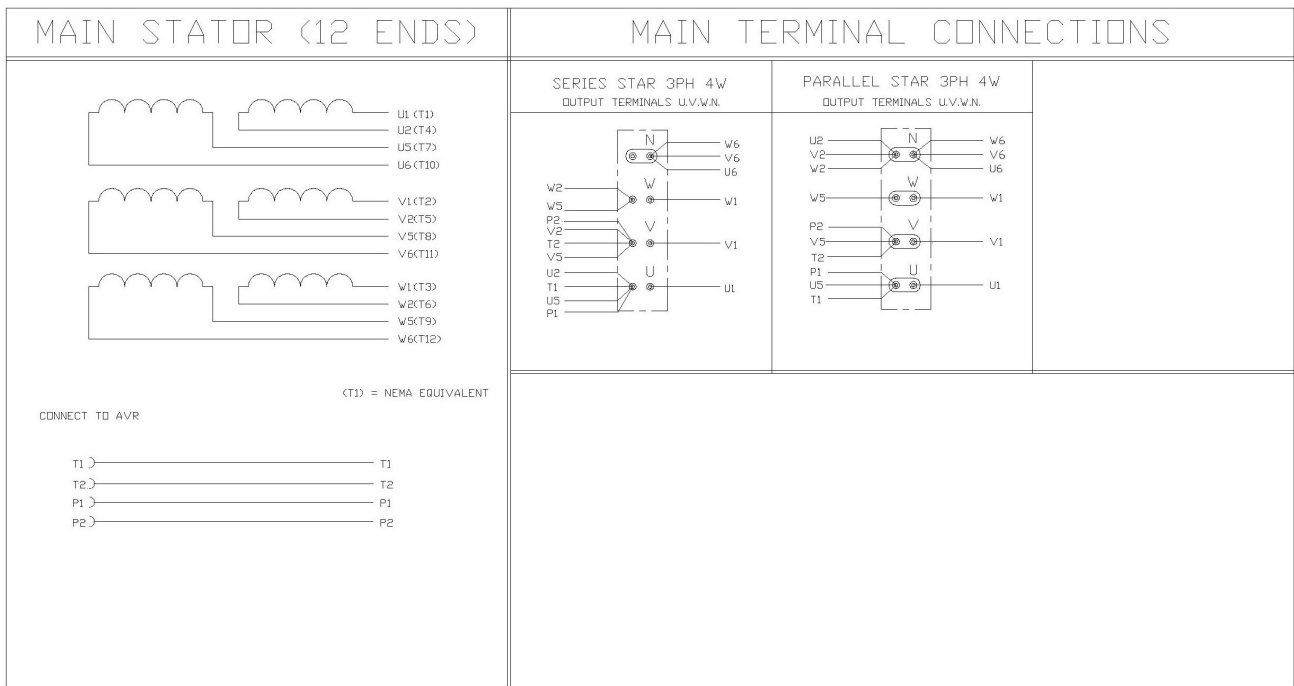 MAIN STATOR (12 ENDS)
MAIN TERMINAL CONNECTIONS
U1(T1)
U2(T4)
U5(T7)
U6(T10)
V1(T2)
V2(T5)
V5(T8)
V6(T11)
W1(T3)
W2(T6)
W5(T9)
W6(T12)
(T1) = NEMA EQUIVALENT
CONNECT TO AVR
T1 T1
T2 T2
P1 P1
P2 P2
SERIES STAR 3PH 4W
OUTPUT TERMINALS U.V.W.N.
N
W6
V6
U6
W2
W
W5
W1
P2
V2
V
T2
V1
V5
U2
U
T1
U1
U5
P1
PARALLEL STAR 3PH 4W
OUTPUT TERMINALS U.V.W.N.
U2 N W6
V2 V6
W2 U6
W
W5 W1
P2 V
V5 V1
T2
P1 U
U5 U1
T1